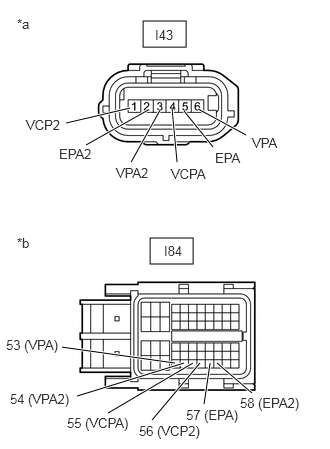 *a
I43
1 2 3 4 5 6
VCP2
EPA2
VPA2
VCPA
EPA
VPA
*b
I84
53 (VPA)
54 (VPA2)
55 (VCPA)
56 (VCP2)
57 (EPA)
58 (EPA2)